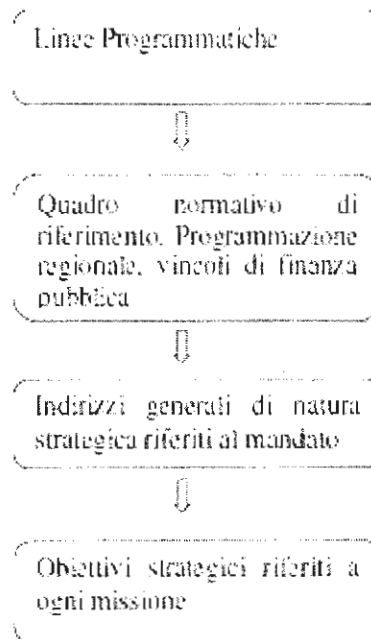 Linee Programmatiche
Quadro normativo di
riferimento. Programmazione
regionale, vincoli di finanza
pubblica
Indirizzi generali di natura
strategica riferiti al mandato
Obiettivi strategici riferiti a
ogni missione